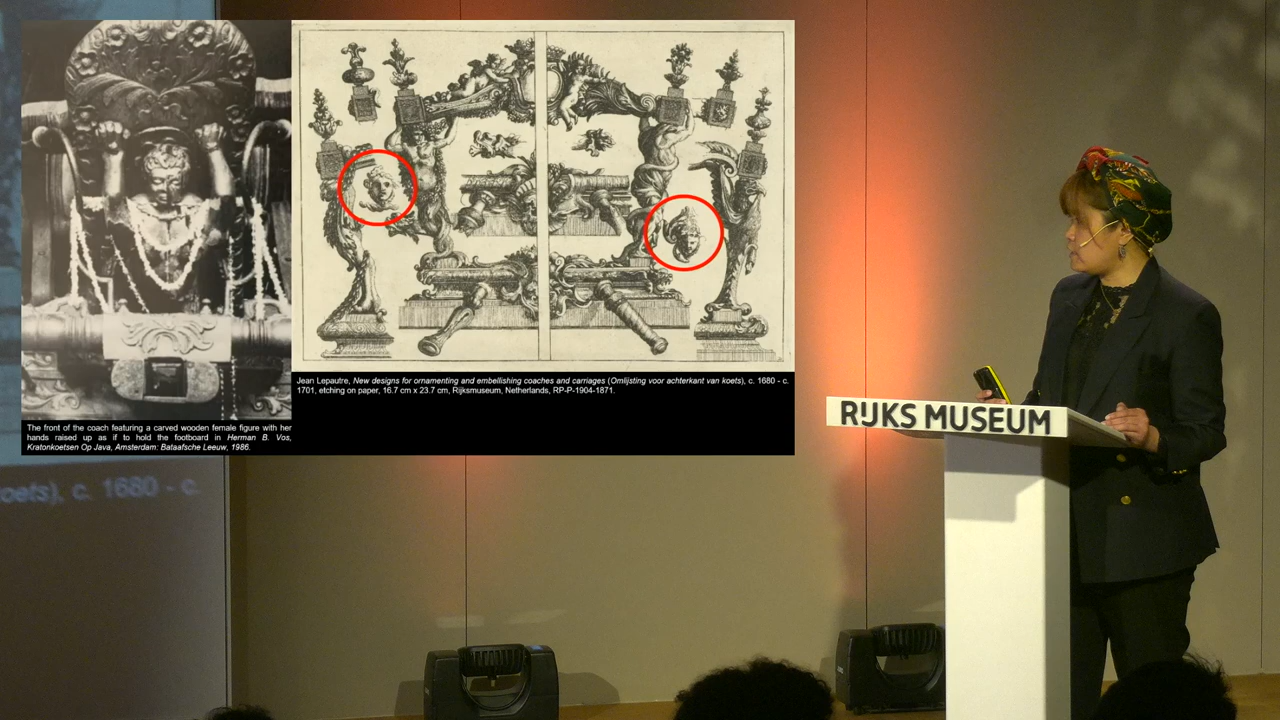 The front of the coach featuring a carved wooden female figure with her
hands raised up as if to hold the footboard in Herman B. Vos,
Kratonkoetsen Op Java, Amsterdam: Bataafsche Leeuw, 1986.
Jean Lepautre, New designs for ornamenting and embellishing coaches and carriages (Omlijsting voor achterkant van koets), c. 1680 - c.
1701, etching on paper, 16.7 cm x 23.7 cm, Rijksmuseum, Netherlands, RP-P-1904-1871.
koets), c. 1680 - c.
RIJKS MUSEUM